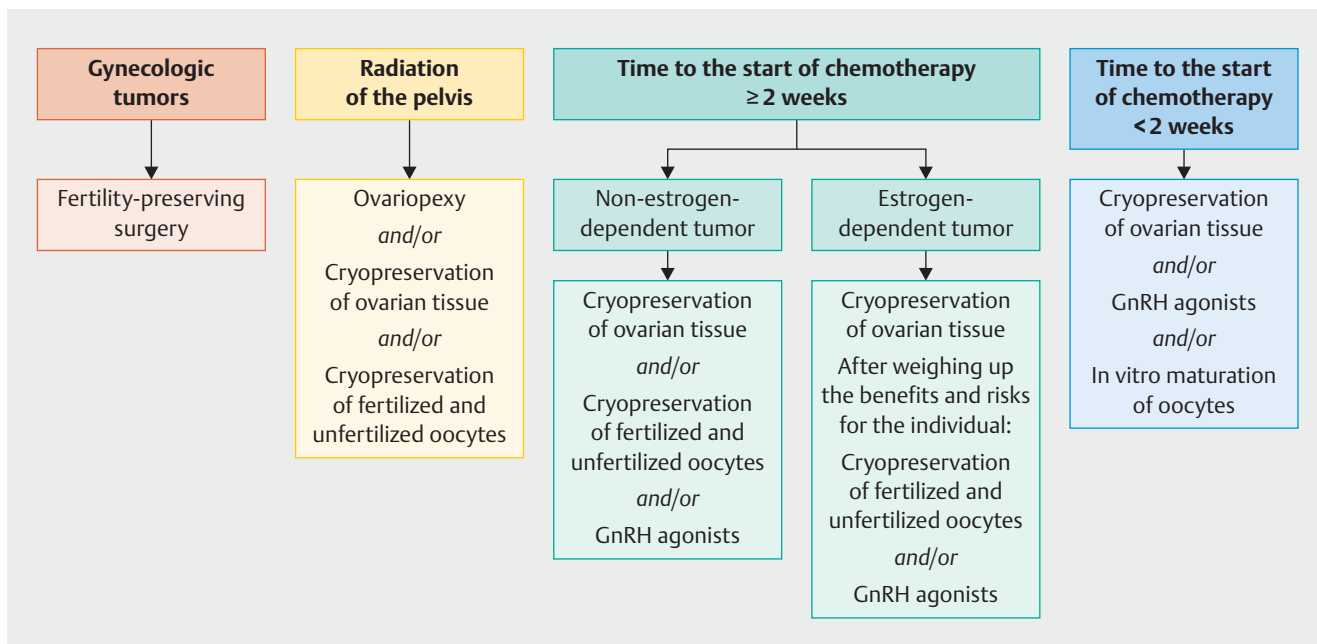 Gynecologic
tumors
Fertility-preserving
surgery
Radiation
of the pelvis
Ovariopexy
and/or
Cryopreservation
of ovarian tissue
and/or
Cryopreservation
of fertilized and
unfertilized oocytes
Time to the start of chemotherapy
≥ 2 weeks
Non-estrogen-
dependent tumor
Cryopreservation
of ovarian tissue
and/or
Cryopreservation
of fertilized and
unfertilized oocytes
and/or
GnRH agonists
Estrogen-
dependent tumor
Cryopreservation
of ovarian tissue
After weighing up
the benefits and risks
for the individual:
Cryopreservation
of fertilized and
unfertilized oocytes
and/or
GnRH agonists
Time to the start
of chemotherapy
< 2 weeks
Cryopreservation
of ovarian tissue
and/or
GnRH agonists
and/or
In vitro maturation
of oocytes